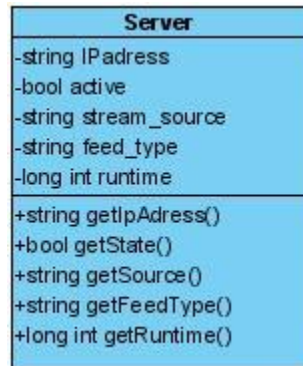 Server
-string IPadress
-bool active
-string stream_source
-string feed_type
-long int runtime
+string getIpAdress()
+bool getState()
+string getSource()
+string getFeedType()
+long int getRuntime()